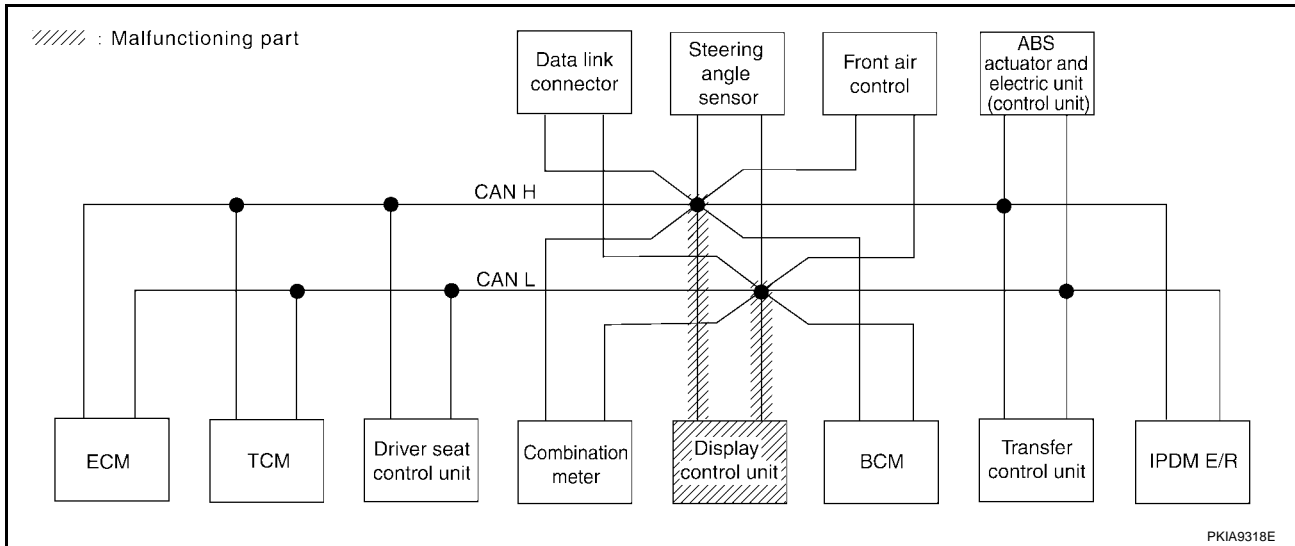 : Malfunctioning part
Data link
connector
Steering
angle
sensor
Front air
control
ABS
actuator and
electric unit
(control unit)
CAN H
CAN L
ECM
TCM
Driver seat
control unit
Combination
meter
Display
control unit
BCM
Transfer
control unit
IPDM E/R
PKIA9318E